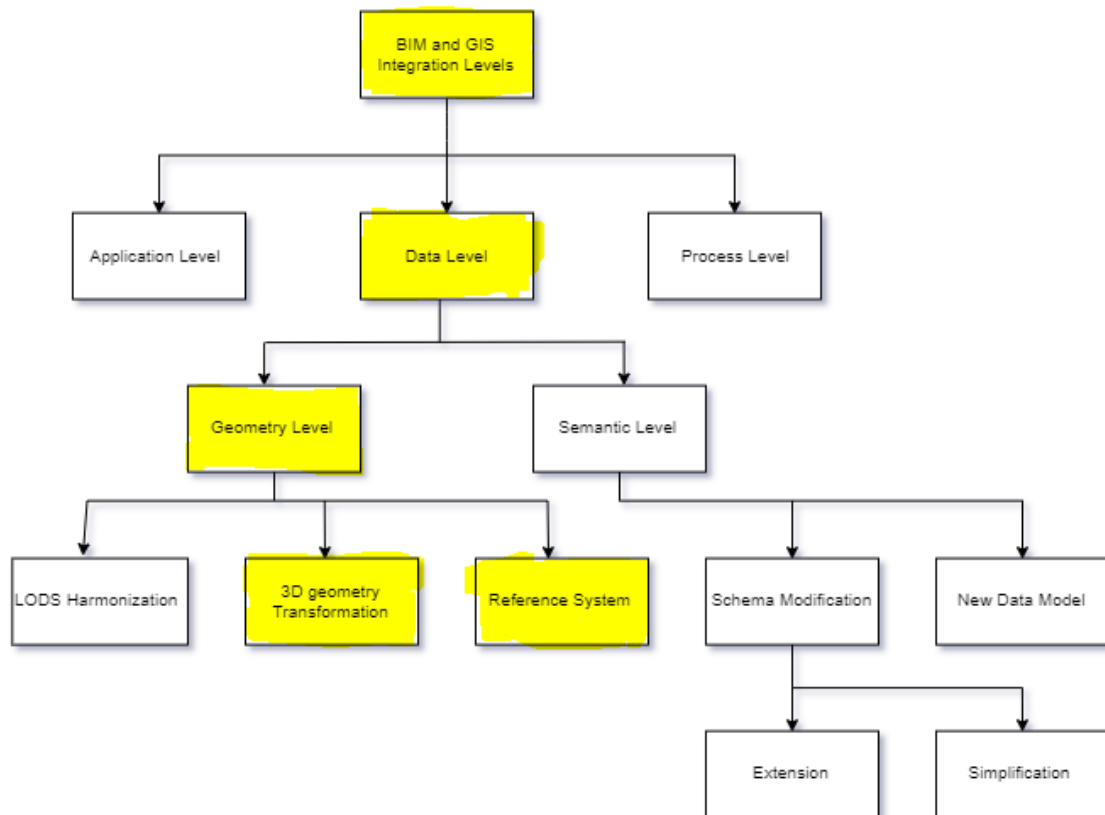 BIM and GIS
Integration Levels
Application Level
Data Level
Process Level
Geometry Level
Semantic Level
LODS Harmonization
3D geometry
Transformation
Reference System
Schema Modification
New Data Model
Extension
Simplification